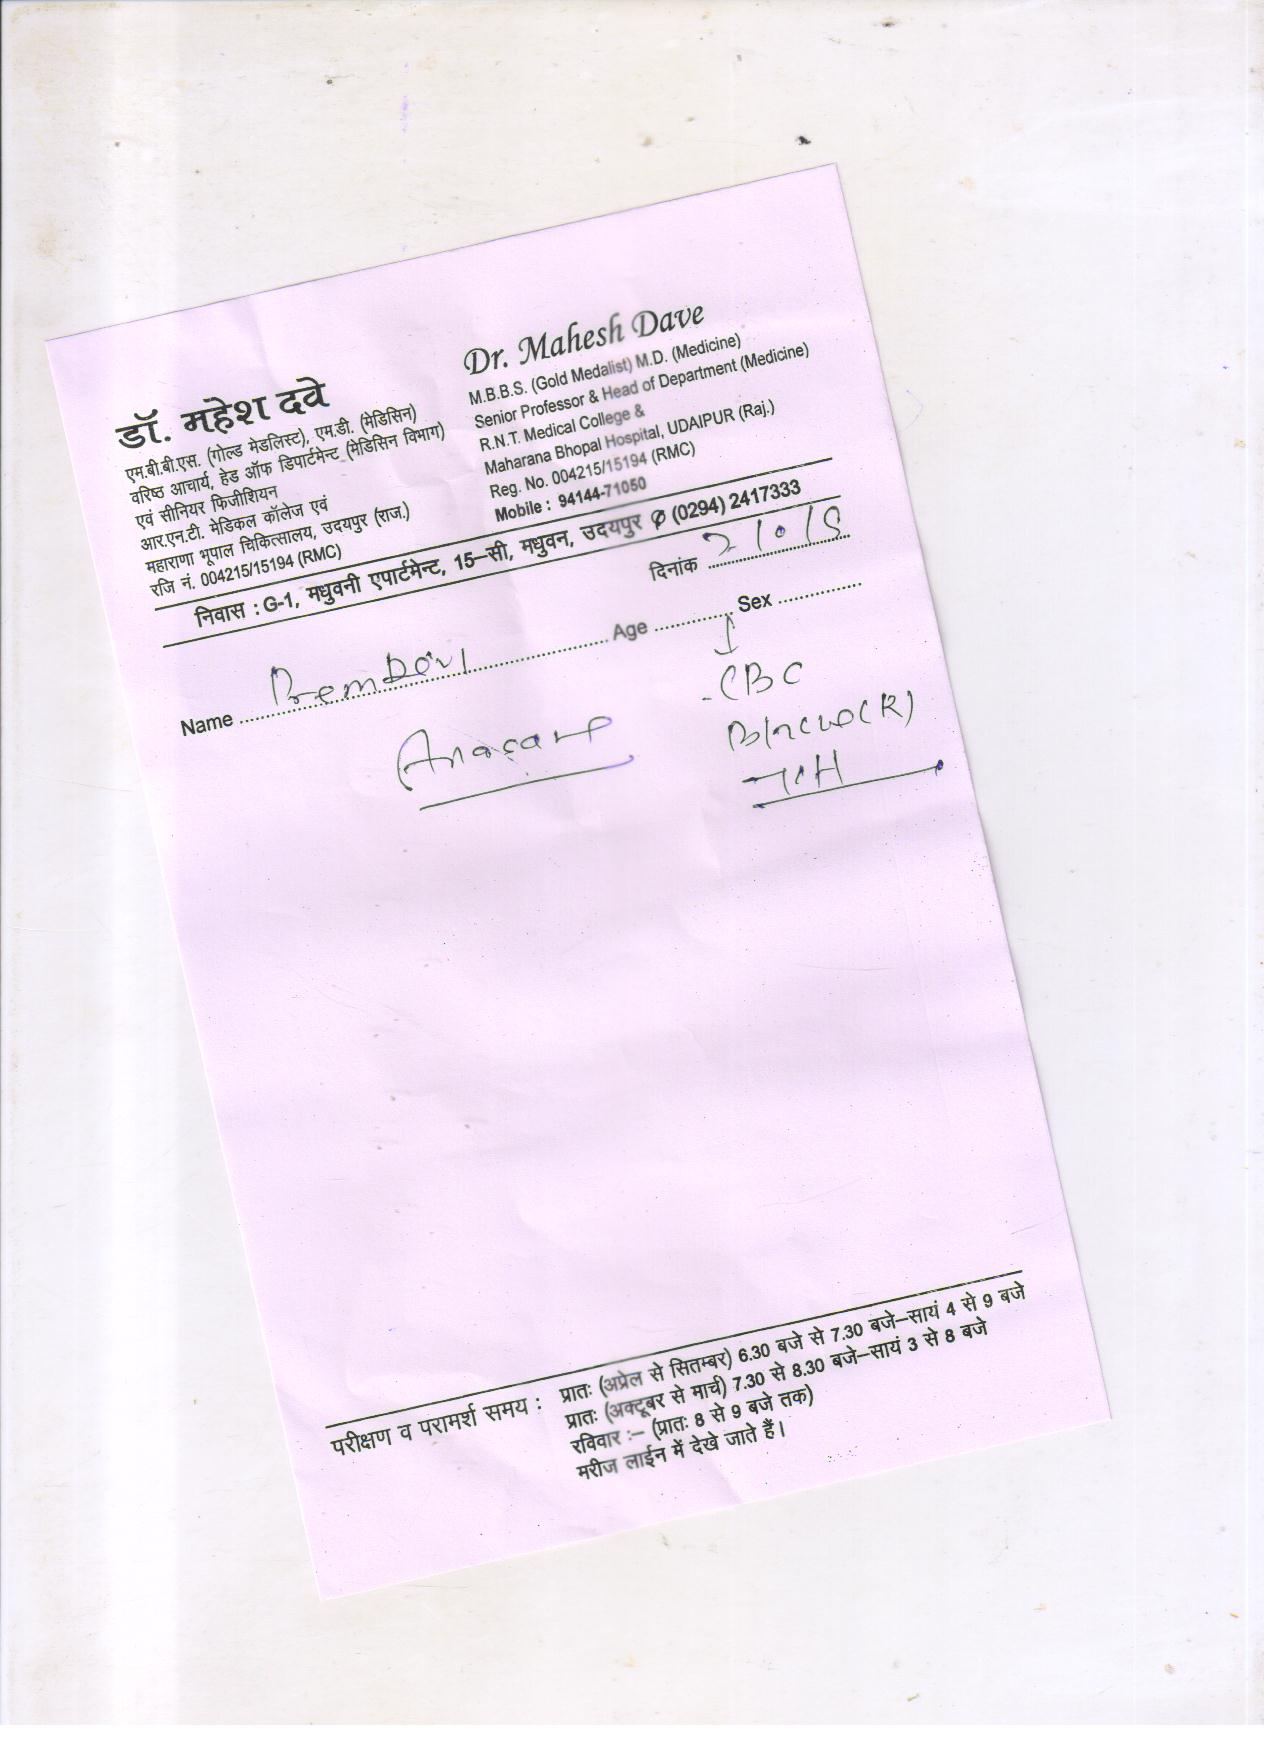 डॉ. महेश दवे
एम.बी.बी.एस. (गोल्ड मेडलिस्ट), एम.डी. (मेडिसिन)
वरिष्ठ आचार्य, हेड ऑफ डिपार्टमेन्ट (मेडिसिन विभाग)
एवं सीनियर फिजीशियन
आर.एन.टी. मेडिकल कॉलेज एवं
महाराणा भूपाल चिकित्सालय, उदयपुर (राज.)
रजि नं. 004215/15194 (RMC)
Dr. Mahesh Dave
M.B.B.S. (Gold Medalist) M.D. (Medicine)
Senior Professor & Head of Department (Medicine)
R.N.T. Medical College &
Maharana Bhopal Hospital, UDAIPUR (Raj.)
Reg. No. 004215/15194 (RMC)
Mobile : 94144-71050
निवास : G-1, मधुवनी एपार्टमेन्ट, 15–सी, मधुवन, उदयपुर ✆ (0294) 2417333
दिनांक
Name Prem Devi Age Sex
CBC
परीक्षण व परामर्श समय : प्रातः (अप्रेल से सितम्बर) 6.30 बजे से 7.30 बजे–सायं 4 से 9 बजे
प्रातः (अक्टूबर से मार्च) 7.30 से 8.30 बजे–सायं 3 से 8 बजे
रविवार :– (प्रातः 8 से 9 बजे तक)
मरीज लाईन में देखे जाते हैं।